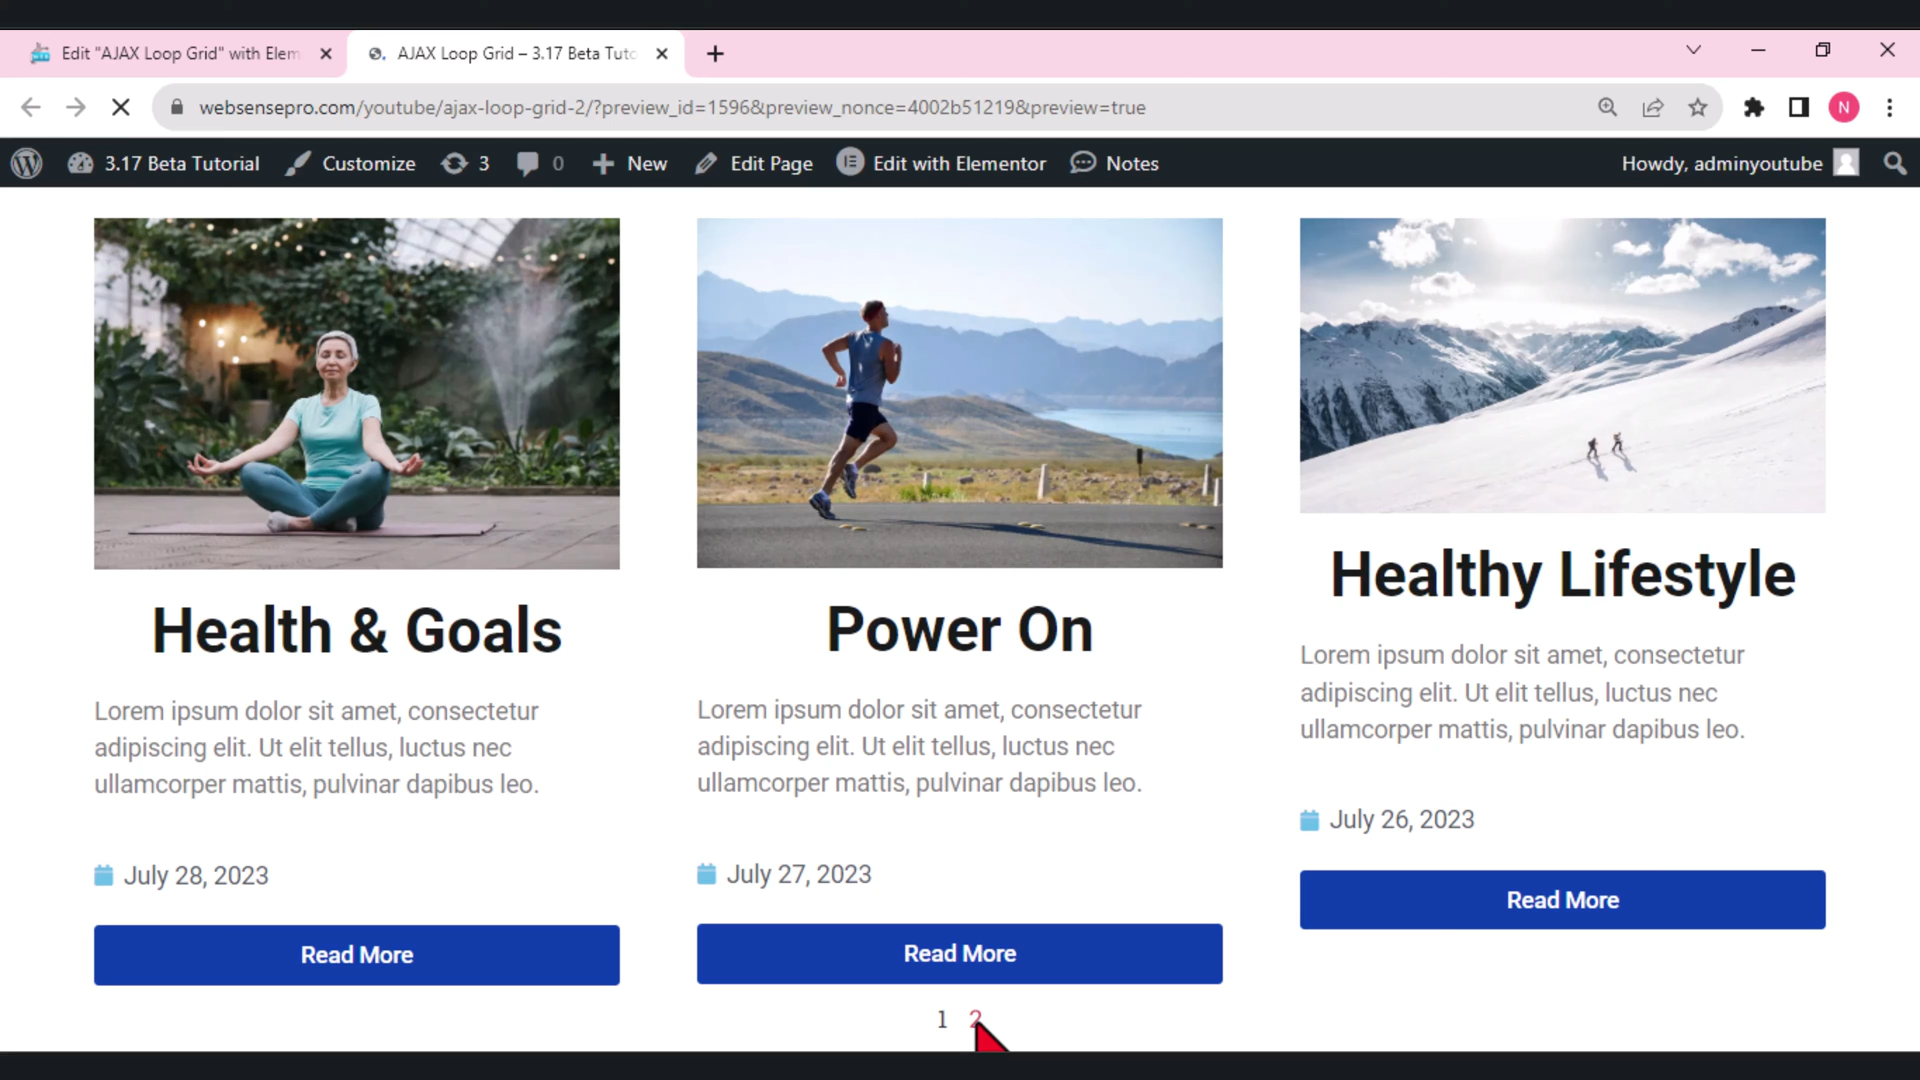 Edit "AJAX Loop Grid" with Elem
AJAX Loop Grid – 3.17 Beta Tuto
websensepro.com/youtube/ajax-loop-grid-2/?preview_id=1596&preview_nonce=4002b51219&preview=true
N
3.17 Beta Tutorial
Customize
3
0
New
Edit Page
Edit with Elementor
Notes
Howdy, adminyoutube
Health & Goals
Lorem ipsum dolor sit amet, consectetur
adipiscing elit. Ut elit tellus, luctus nec
ullamcorper mattis, pulvinar dapibus leo.
July 28, 2023
Read More
Power On
Lorem ipsum dolor sit amet, consectetur
adipiscing elit. Ut elit tellus, luctus nec
ullamcorper mattis, pulvinar dapibus leo.
July 27, 2023
Read More
Healthy Lifestyle
Lorem ipsum dolor sit amet, consectetur
adipiscing elit. Ut elit tellus, luctus nec
ullamcorper mattis, pulvinar dapibus leo.
July 26, 2023
Read More
1 2